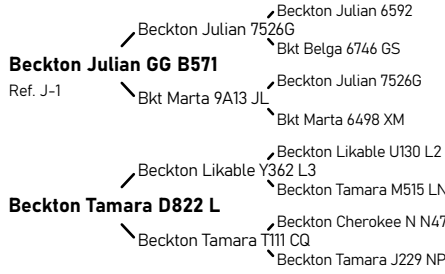 Beckton Julian 6592
Beckton Julian 7526G
Bkt Belga 6746 GS
Beckton Julian GG B571
Ref. J-1
Beckton Julian 7526G
Bkt Marta 9A13 JL
Bkt Marta 6498 XM
Beckton Likable U130 L2
Beckton Likable Y362 L3
Beckton Tamara M515 LN
Beckton Tamara D822 L
Beckton Cherokee N N47
Beckton Tamara T111 CQ
Beckton Tamara J229 NP